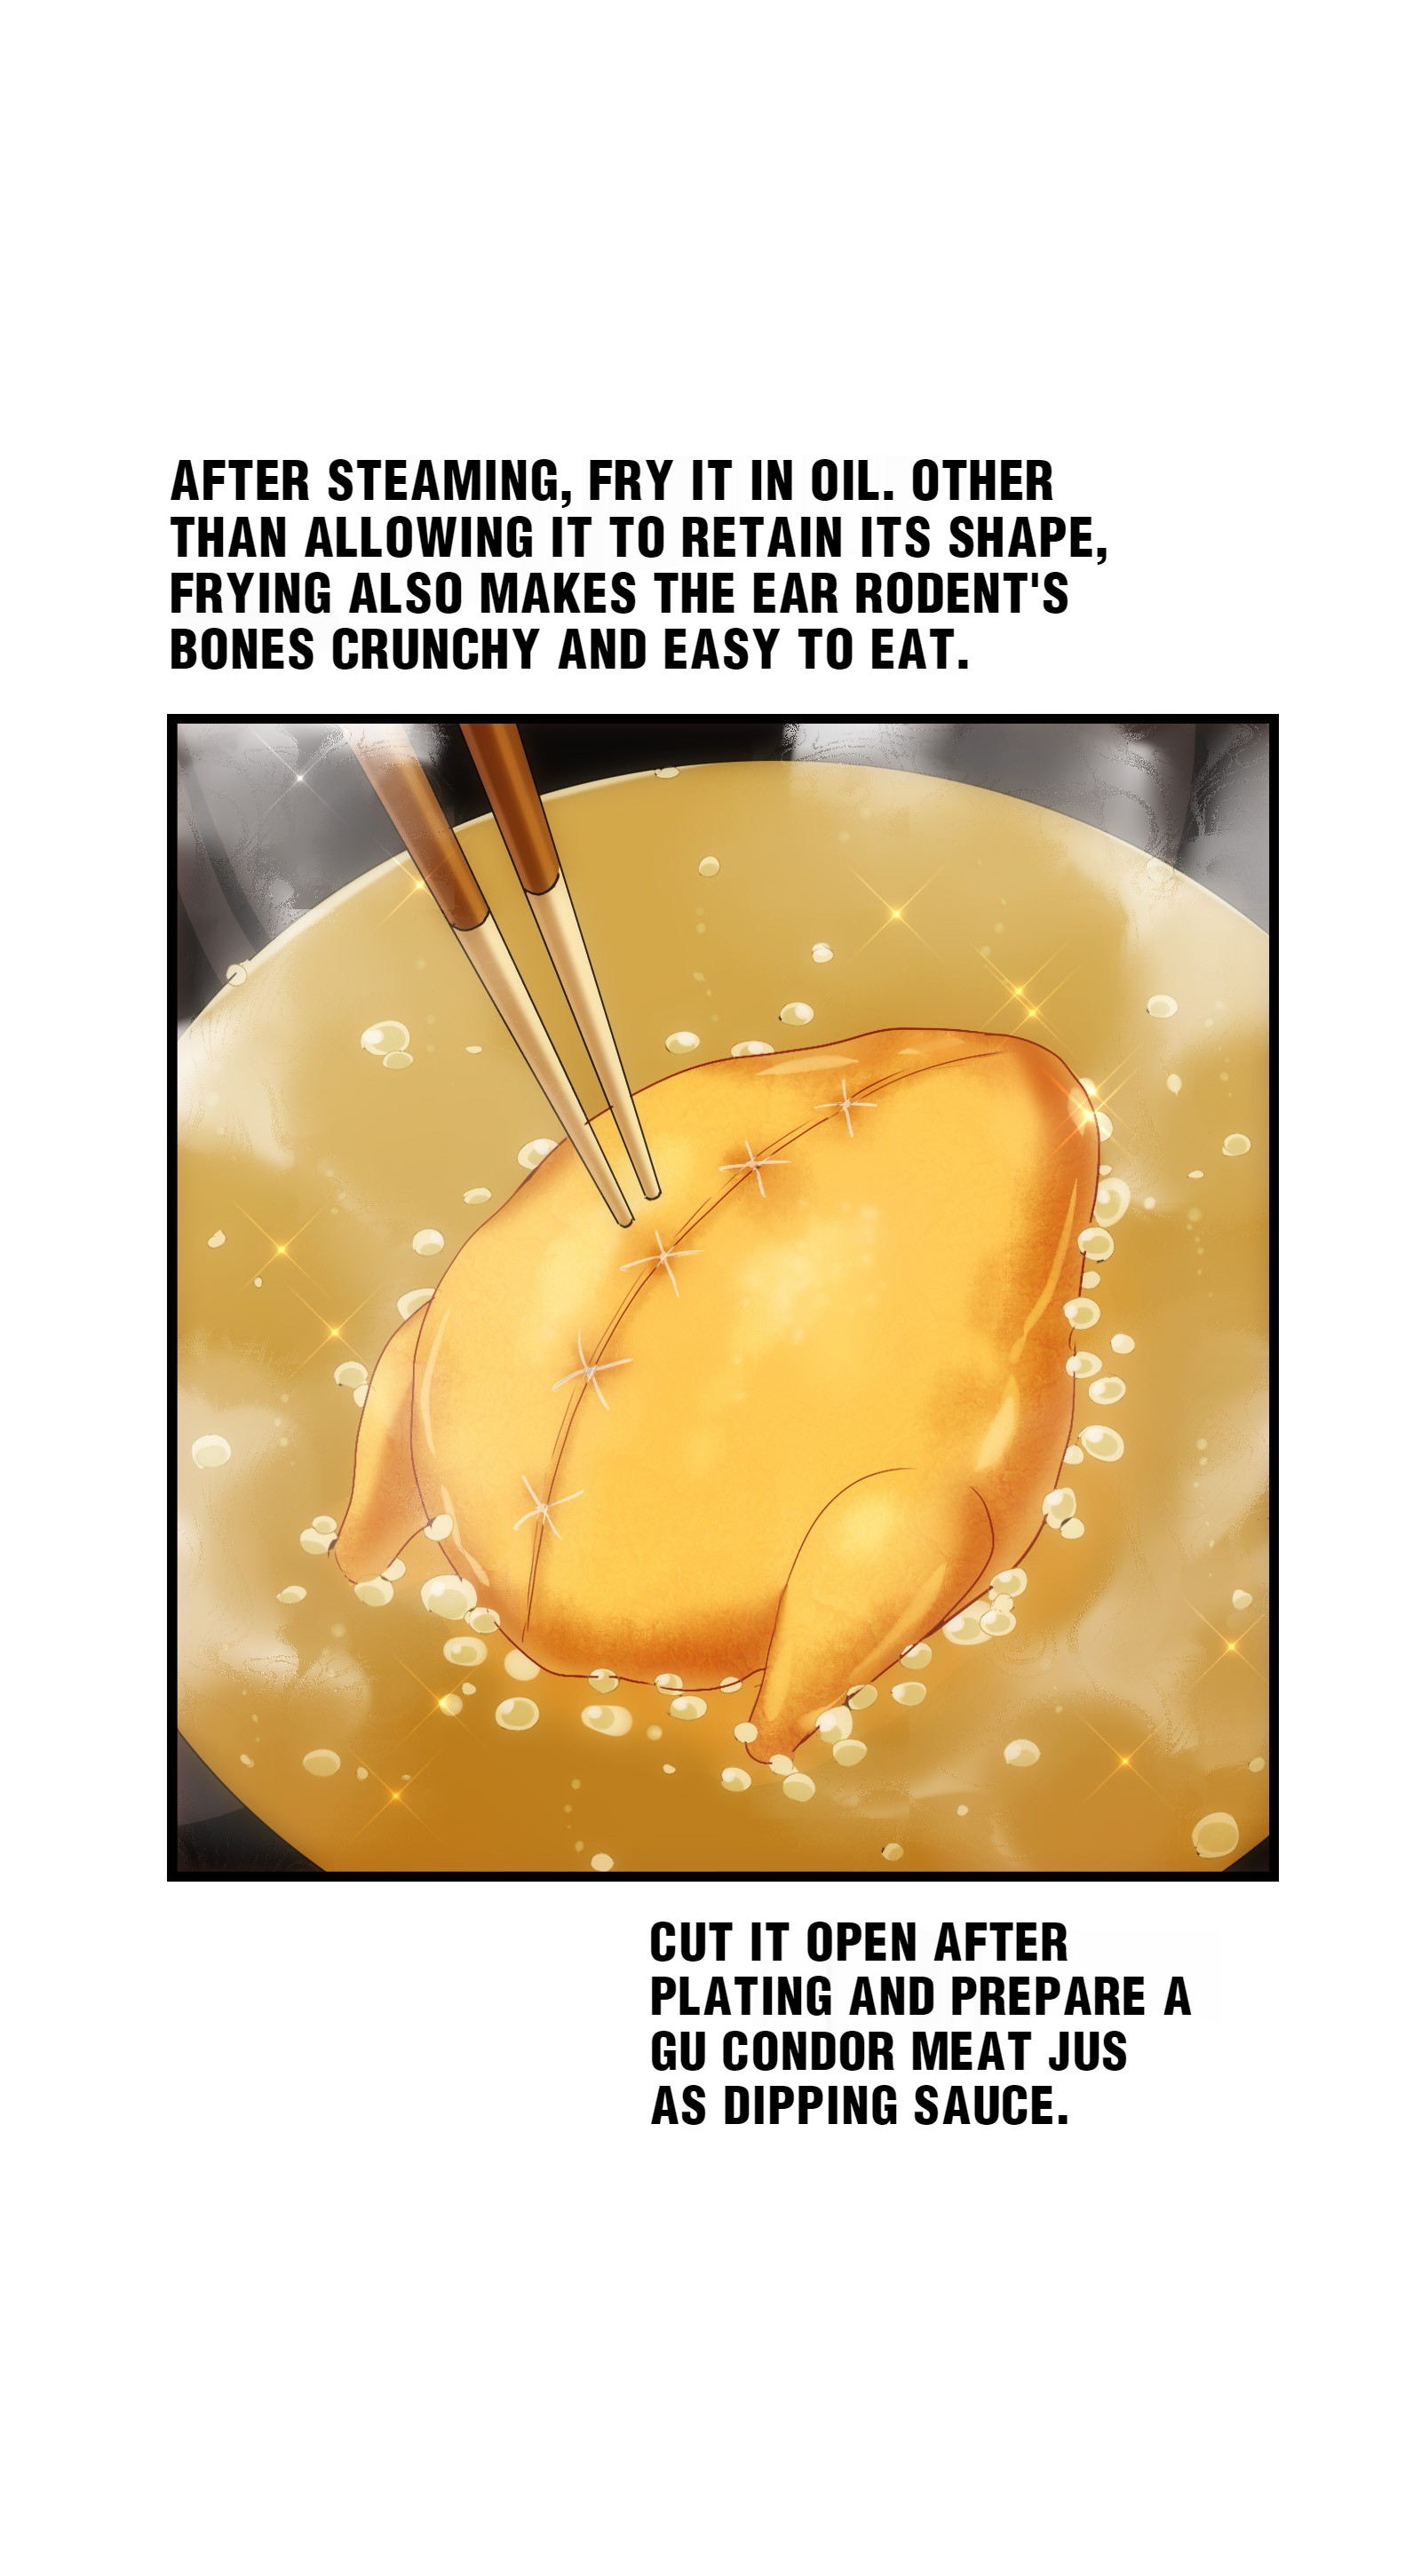 AFTER STEAMING, FRY IT IN OIL. OTHER
THAN ALLOWING IT TO RETAIN ITS SHAPE,
FRYING ALSO MAKES THE EAR RODENT'S
BONES CRUNCHY AND EASY TO EAT.
CUT IT OPEN AFTER
PLATING AND PREPARE A
GU CONDOR MEAT JUS
AS DIPPING SAUCE.